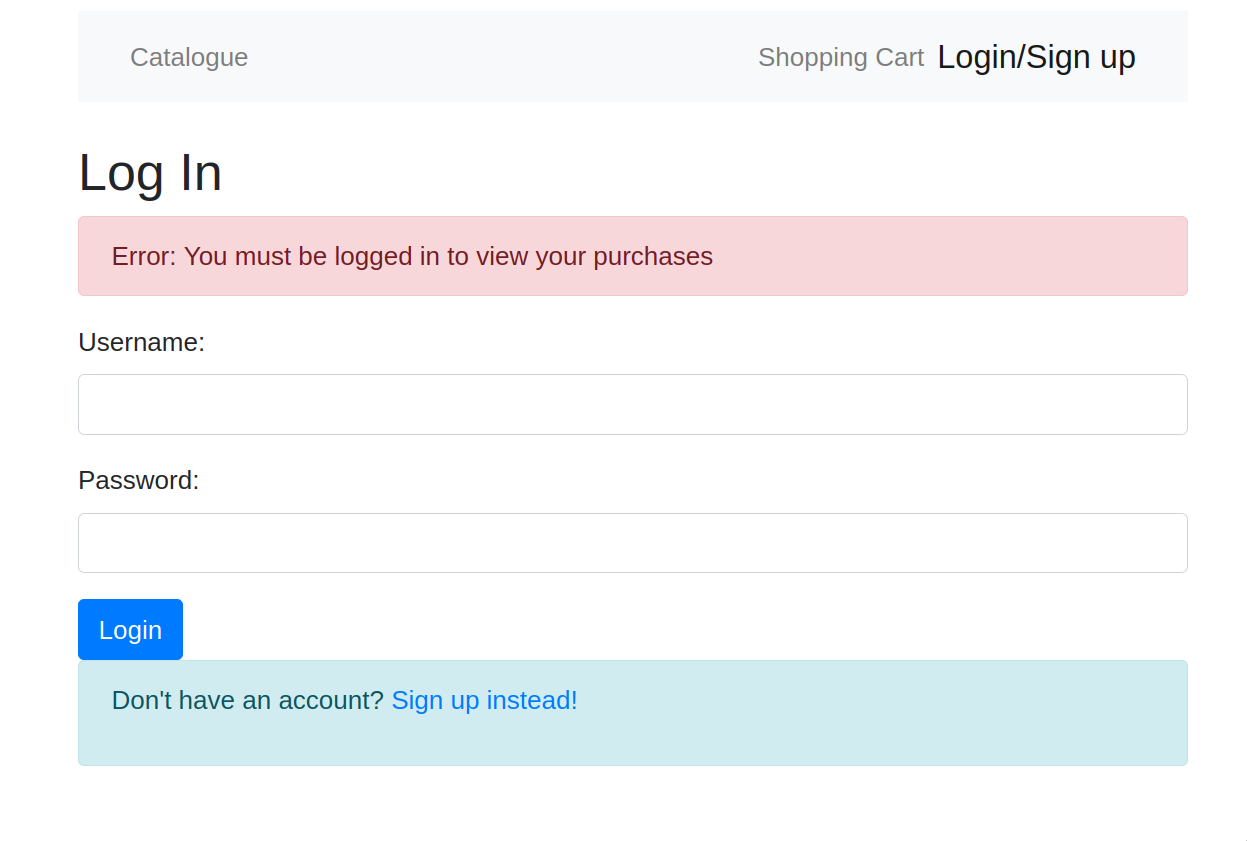 Catalogue Shopping Cart Login/Sign up
Log In
Error: You must be logged in to view your purchases
Username:
Password:
Login
Don't have an account? Sign up instead!